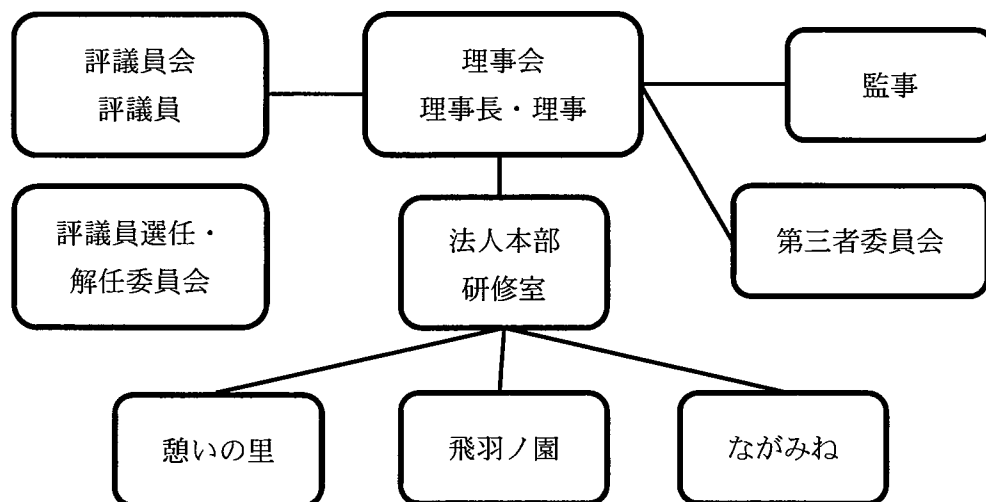 評議員会
評議員
理事会
理事長・理事
監事
評議員選任・
解任委員会
法人本部
研修室
第三者委員会
憩いの里
飛羽ノ園
ながみね